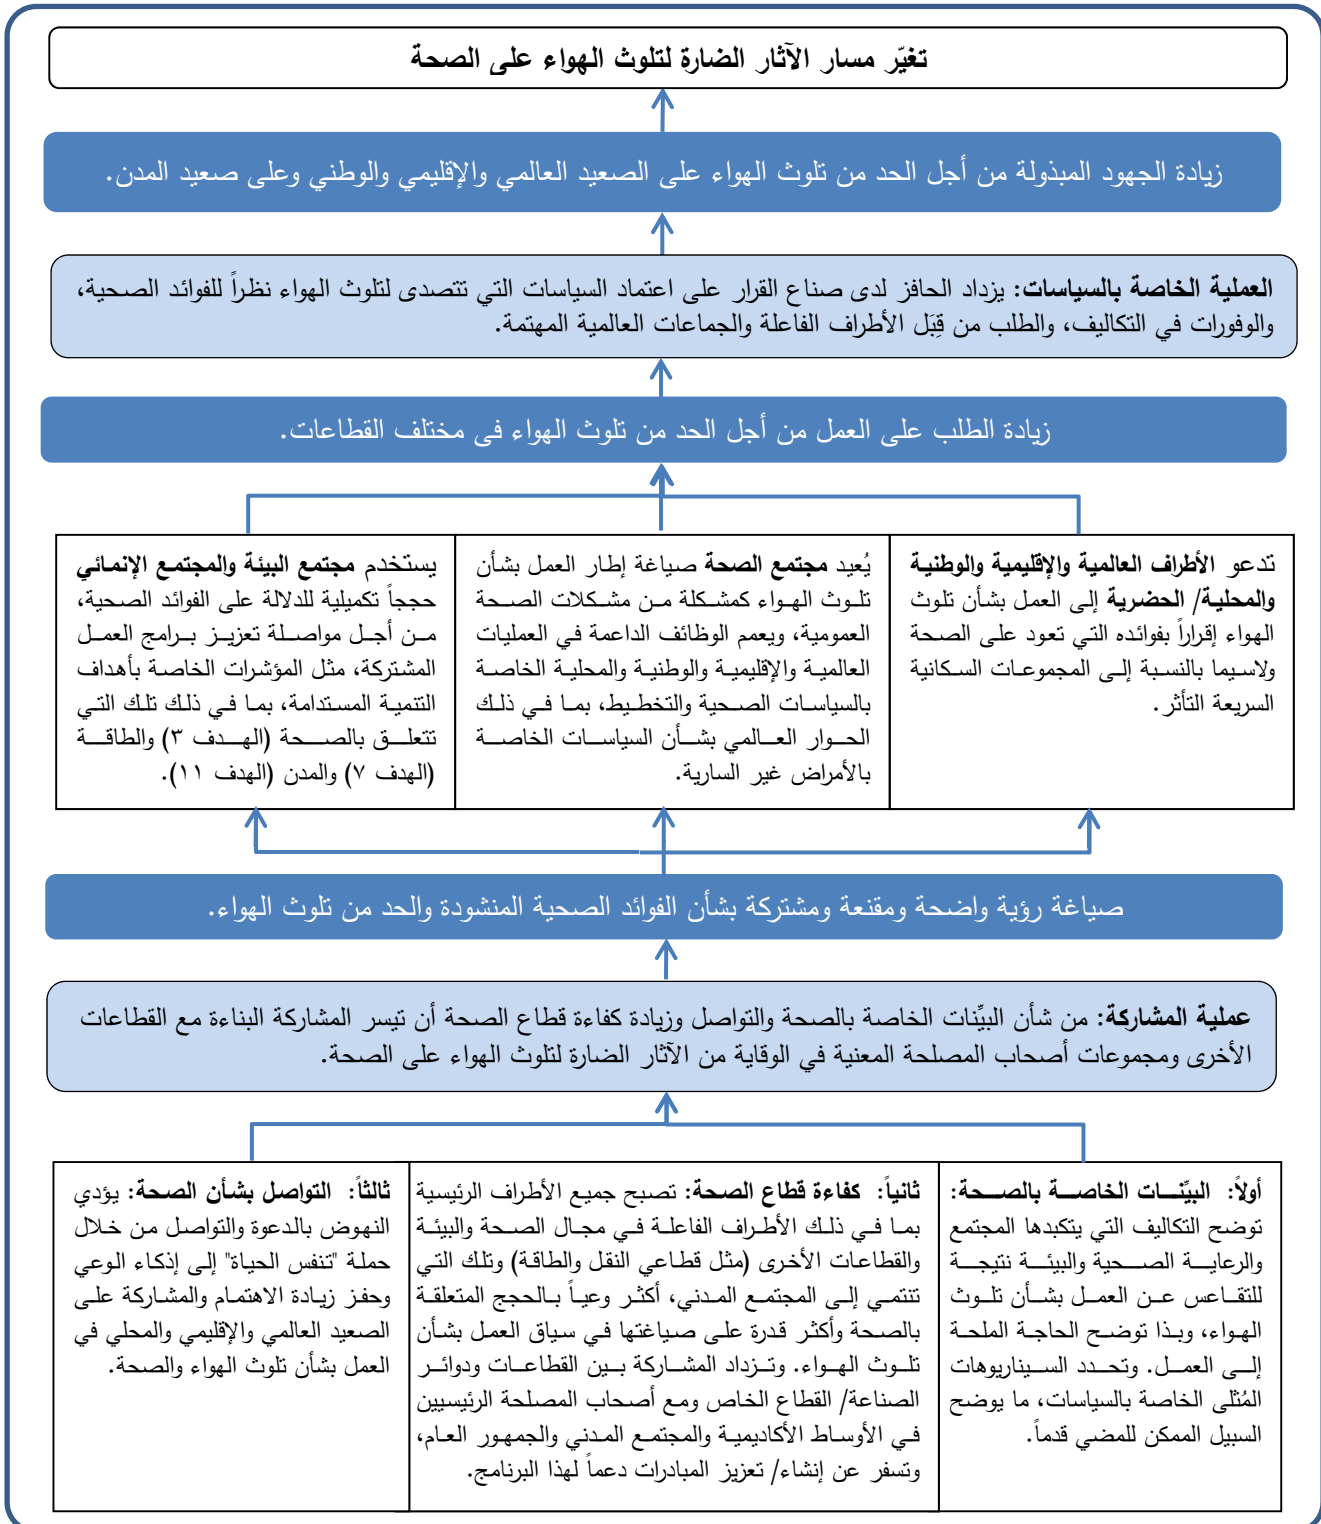 تغيّر مسار الآثار الضارة لتلوث الهواء على الصحة
زيادة الجهود المبذولة من أجل الحد من تلوث الهواء على الصعيد العالمي والإقليمي والوطني وعلى صعيد المدن.
العملية الخاصة بالسياسات: يزداد الحافز لدى صناع القرار على اعتماد السياسات التي تتصدى لتلوث الهواء نظراً للفوائد الصحية،
والوفورات في التكاليف، والطلب من قِبَل الأطراف الفاعلة والجماعات العالمية المهتمة.
زيادة الطلب على العمل من أجل الحد من تلوث الهواء فى مختلف القطاعات.
تدعو الأطراف العالمية والإقليمية والوطنية
والمحلية/ الحضرية إلى العمل بشأن تلوث
الهواء إقراراً بفوائده التي تعود على الصحة
ولاسيما بالنسبة إلى المجموعات السكانية
السريعة التأثر.
يُعيد مجتمع الصحة صياغة إطار العمل بشأن
تلوث الهواء كمشكلة من مشكلات الصحة
العمومية، ويعمم الوظائف الداعمة في العمليات
العالمية والإقليمية والوطنية والمحلية الخاصة
بالسياسات الصحية والتخطيط، بما في ذلك
الحوار العالمي بشأن السياسات الخاصة
بالأمراض غير السارية.
يستخدم مجتمع البيئة والمجتمع الإنمائي
حججاً تكميلية للدلالة على الفوائد الصحية،
من أجل مواصلة تعزيز برامج العمل
المشتركة، مثل المؤشرات الخاصة بأهداف
التنمية المستدامة، بما في ذلك تلك التي
تتعلق بالصحة (الهدف ٣) والطاقة
(الهدف ٧) والمدن (الهدف ١١).
صياغة رؤية واضحة ومقنعة ومشتركة بشأن الفوائد الصحية المنشودة والحد من تلوث الهواء.
عملية المشاركة: من شأن البيِّنات الخاصة بالصحة والتواصل وزيادة كفاءة قطاع الصحة أن تيسر المشاركة البناءة مع القطاعات
الأخرى ومجموعات أصحاب المصلحة المعنية في الوقاية من الآثار الضارة لتلوث الهواء على الصحة.
أولاً: البيِّنات الخاصة بالصحة:
توضح التكاليف التي يتكبدها المجتمع
والرعاية الصحية والبيئة نتيجة
للتقاعس عن العمل بشأن تلوث
الهواء، وبذا توضح الحاجة الملحة
إلى العمل. وتحدد السيناريوهات
المُثلى الخاصة بالسياسات، ما يوضح
السبيل الممكن للمضي قدماً.
ثانياً: كفاءة قطاع الصحة: تصبح جميع الأطراف الرئيسية
بما في ذلك الأطراف الفاعلة في مجال الصحة والبيئة
والقطاعات الأخرى (مثل قطاعي النقل والطاقة) وتلك التي
تنتمي إلى المجتمع المدني، أكثر وعياً بالحجج المتعلقة
بالصحة وأكثر قدرة على صياغتها في سياق العمل بشأن
تلوث الهواء. وتزداد المشاركة بين القطاعات ودوائر
الصناعة/ القطاع الخاص ومع أصحاب المصلحة الرئيسيين
في الأوساط الأكاديمية والمجتمع المدني والجمهور العام،
وتسفر عن إنشاء/ تعزيز المبادرات دعماً لهذا البرنامج.
ثالثاً: التواصل بشأن الصحة: يؤدي
النهوض بالدعوة والتواصل من خلال
حملة "تنفس الحياة" إلى إذكاء الوعي
وحفز زيادة الاهتمام والمشاركة على
الصعيد العالمي والإقليمي والمحلي في
العمل بشأن تلوث الهواء والصحة.